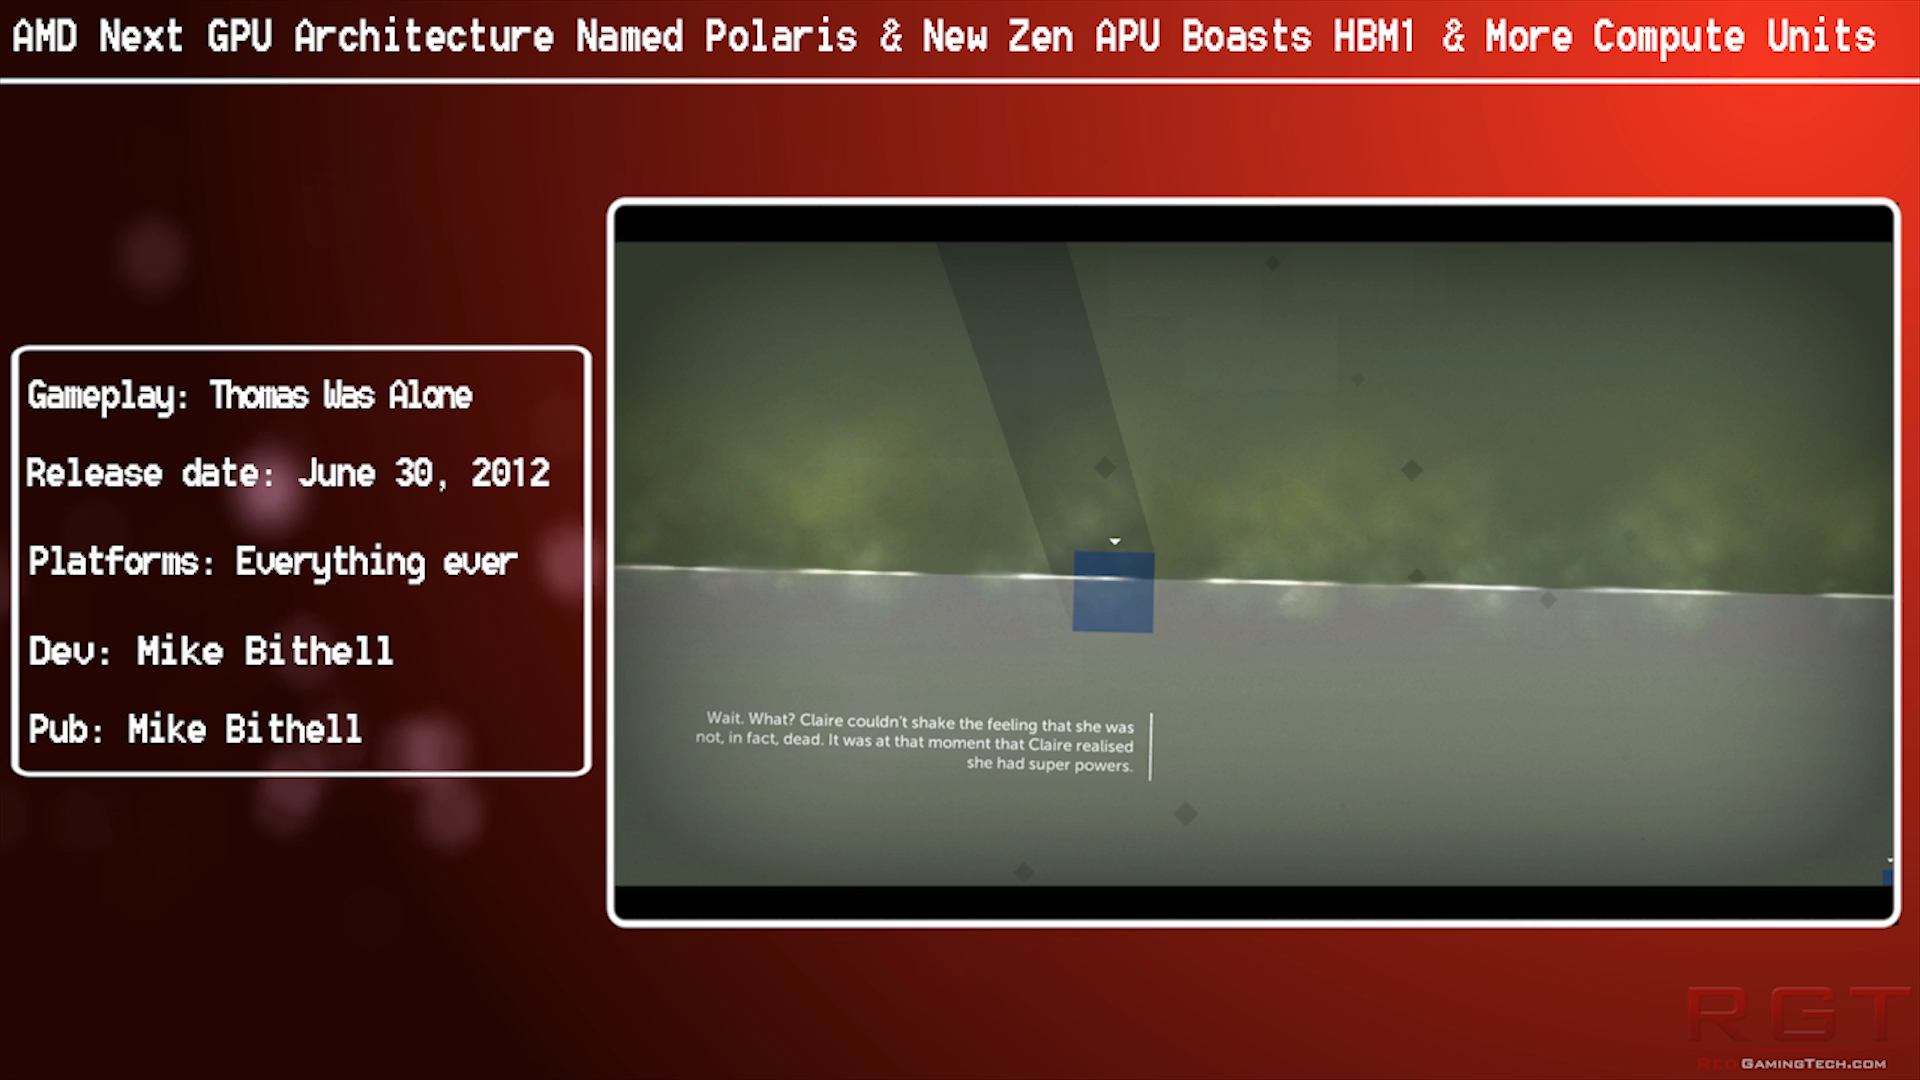 AMD Next GPU Architecture Named Polaris & New Zen APU Boasts HBM1 & More Compute Units
Gameplay: Thomas Was Alone
Release date: June 30, 2012
Platforms: Everything ever
Dev: Mike Bithell
Pub: Mike Bithell
Wait. What? Claire couldn't shake the feeling that she was
not, in fact, dead. It was at that moment that Claire realised
she had super powers.
RGT
RedGamingTech.com